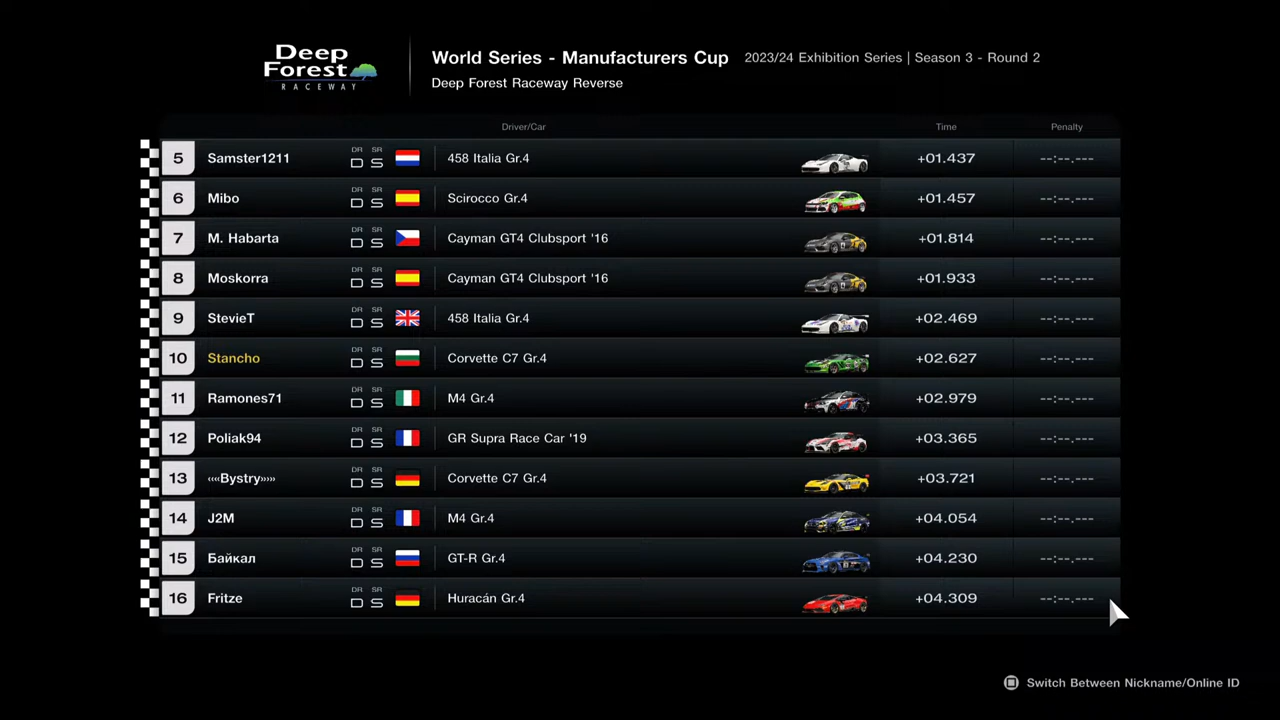 Deep Forest RACEWAY
World Series - Manufacturers Cup 2023/24 Exhibition Series | Season 3 - Round 2
Deep Forest Raceway Reverse
Driver/Car Time Penalty
5 Samster1211 DR D SR S 458 Italia Gr.4 +01.437 --:--.---
6 Mibo DR D SR S Scirocco Gr.4 +01.457 --:--.---
7 M. Habarta DR D SR S Cayman GT4 Clubsport '16 +01.814 --:--.---
8 Moskorra DR D SR S Cayman GT4 Clubsport '16 +01.933 --:--.---
9 StevieT DR D SR S 458 Italia Gr.4 +02.469 --:--.---
10 Stancho DR D SR S Corvette C7 Gr.4 +02.627 --:--.---
11 Ramones71 DR D SR S M4 Gr.4 +02.979 --:--.---
12 Poliak94 DR D SR S GR Supra Race Car '19 +03.365 --:--.---
13 ‹‹‹‹Bystry›››› DR D SR S Corvette C7 Gr.4 +03.721 --:--.---
14 J2M DR D SR S M4 Gr.4 +04.054 --:--.---
15 Байкал DR D SR S GT-R Gr.4 +04.230 --:--.---
16 Fritze DR D SR S Huracán Gr.4 +04.309 --:--.---
Switch Between Nickname/Online ID